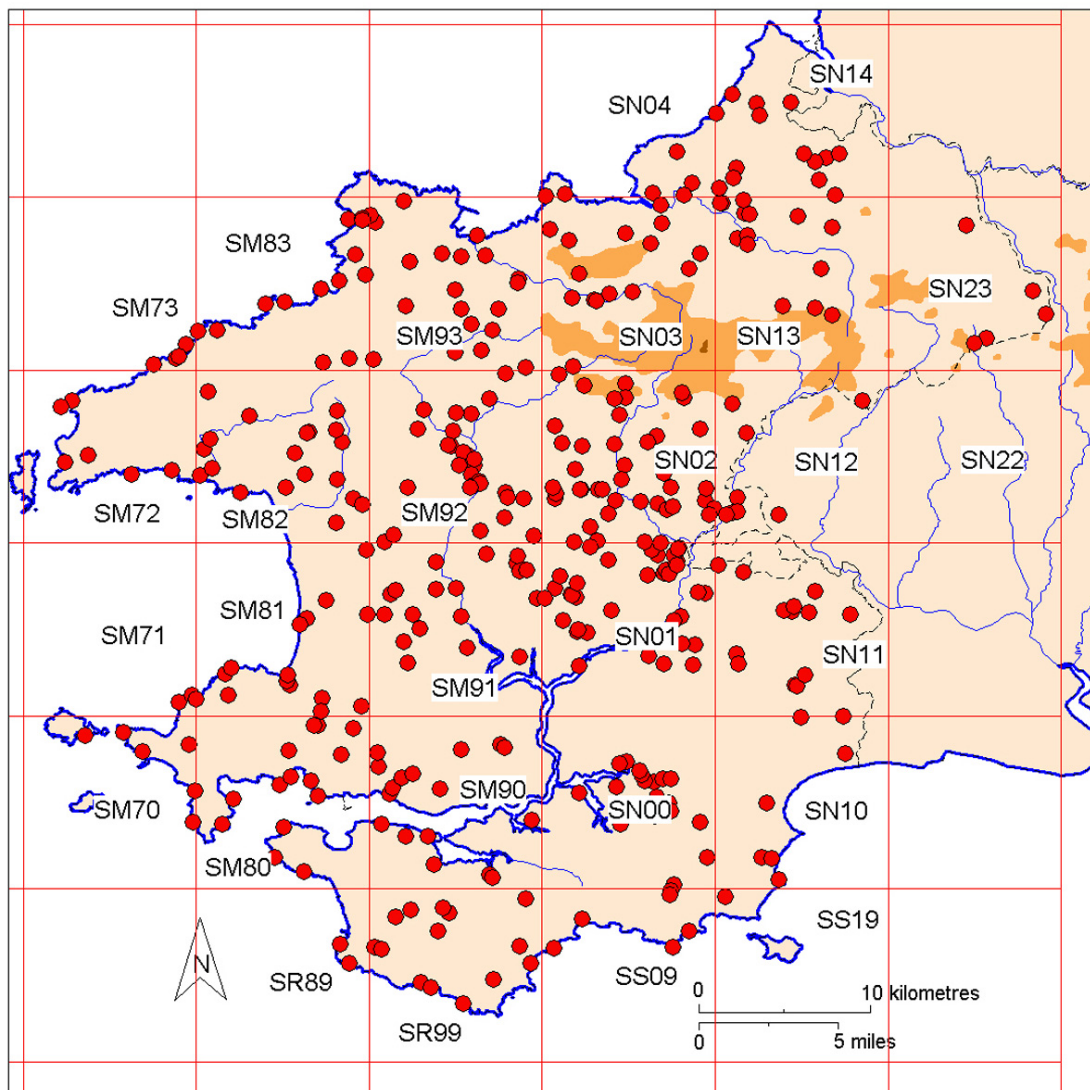 SN14
SN04
SM83
SM73
SN23
SM93
SN03
SN13
SN02
SN12
SN22
SM72
SM82
SM92
SM81
SM71
SN01
SN11
SM91
SM90
SM70
SN00
SN10
SM80
SS19
N
SR89
SS09
0
10 kilometres
SR99
0
5 miles